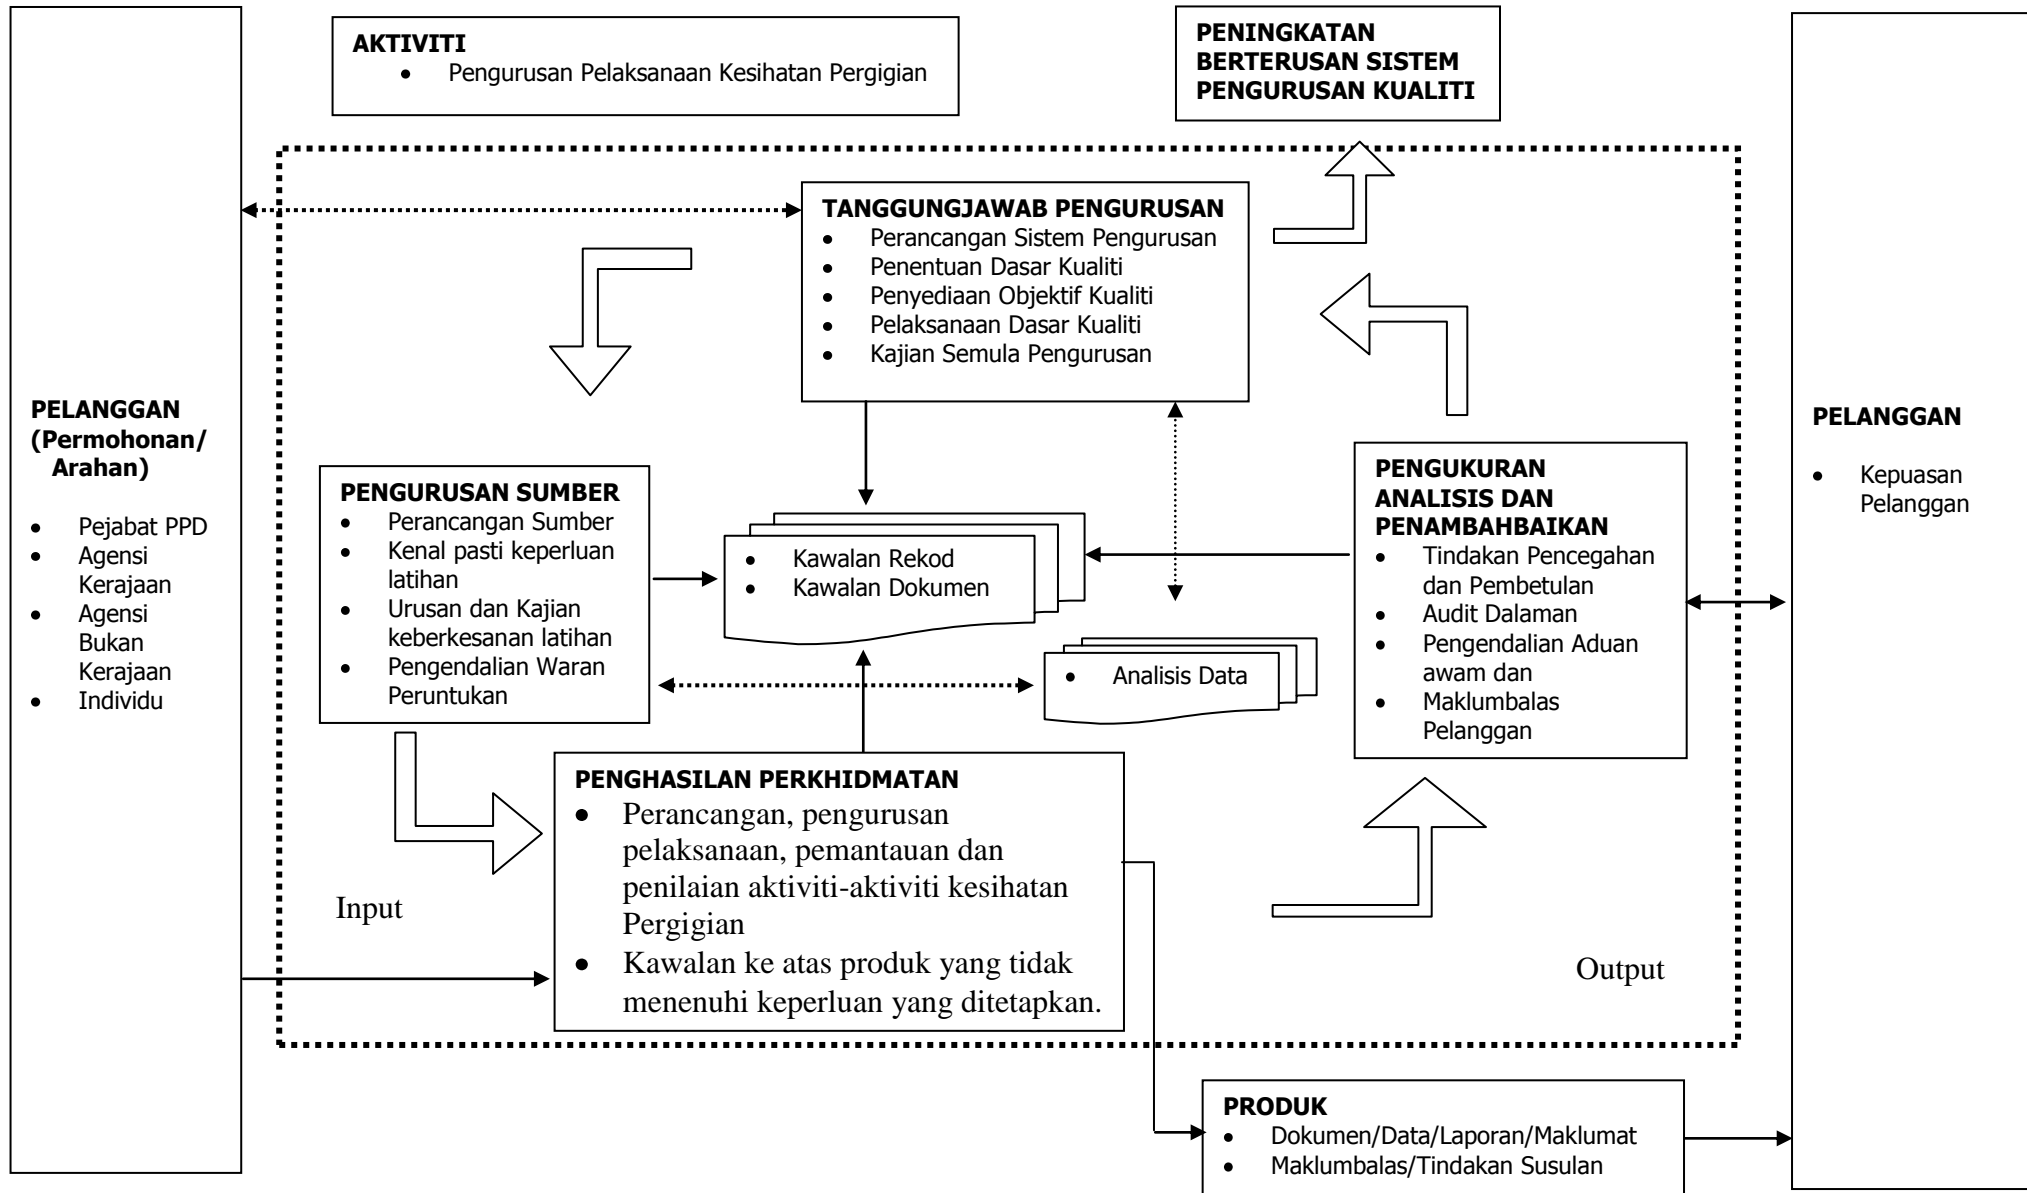 AKTIVITI
• Pengurusan Pelaksanaan Kesihatan Pergigian
PENINGKATAN
BERTERUSAN SISTEM
PENGURUSAN KUALITI
PELANGGAN
(Permohonan/
Arahan)
• Pejabat PPD
• Agensi
Kerajaan
• Agensi
Bukan
Kerajaan
• Individu
TANGGUNGJAWAB PENGURUSAN
• Perancangan Sistem Pengurusan
• Penentuan Dasar Kualiti
• Penyediaan Objektif Kualiti
• Pelaksanaan Dasar Kualiti
• Kajian Semula Pengurusan
PENGURUSAN SUMBER
• Perancangan Sumber
• Kenal pasti keperluan
latihan
• Urusan dan Kajian
keberkesanan latihan
• Pengendalian Waran
Peruntukan
• Kawalan Rekod
• Kawalan Dokumen
• Analisis Data
PENGUKURAN
ANALISIS DAN
PENAMBAHBAIKAN
• Tindakan Pencegahan
dan Pembetulan
• Audit Dalaman
• Pengendalian Aduan
awam dan
• Maklumbalas
Pelanggan
PELANGGAN
• Kepuasan
Pelanggan
PENGHASILAN PERKHIDMATAN
• Perancangan, pengurusan
pelaksanaan, pemantauan dan
penilaian aktiviti-aktiviti kesihatan
Pergigian
• Kawalan ke atas produk yang tidak
menenuhi keperluan yang ditetapkan.
Input
Output
PRODUK
• Dokumen/Data/Laporan/Maklumat
• Maklumbalas/Tindakan Susulan